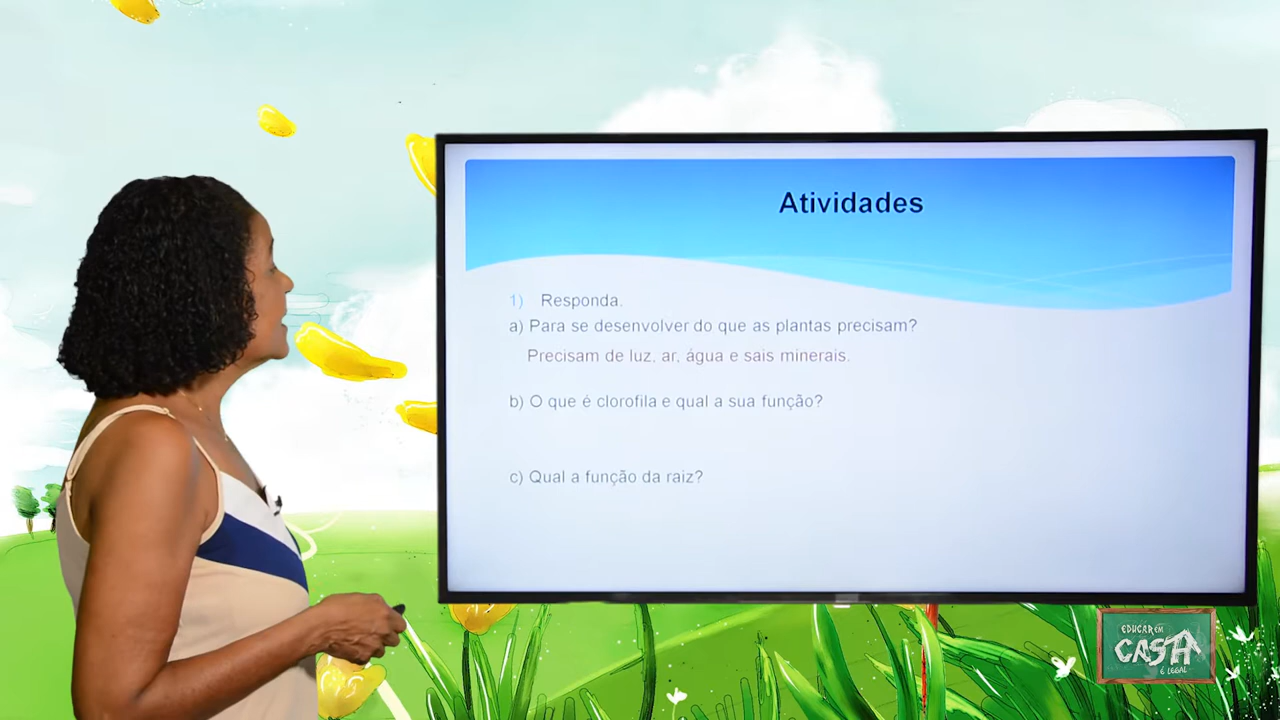 Atividades
1) Responda.
a) Para se desenvolver do que as plantas precisam?
Precisam de luz, ar, água e sais minerais.
b) O que é clorofila e qual a sua função?
c) Qual a função da raiz?
EDUCAR EM
CASA
É LEGAL